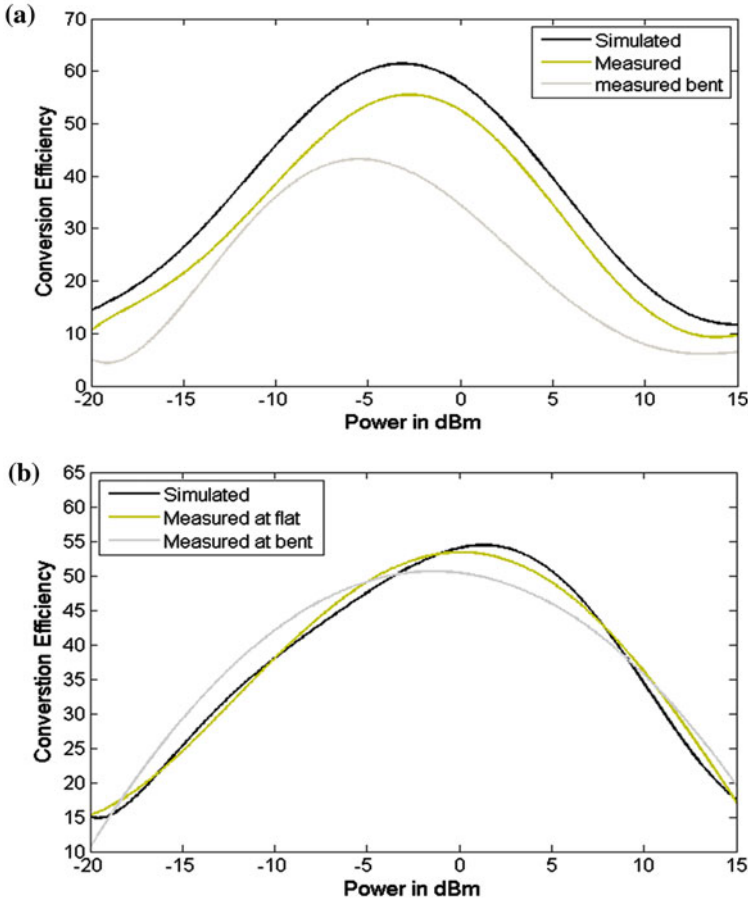 (a)
70
60
50
40
30
20
10
0
Conversion Efficiency
Simulated
Measured
measured bent
-20 -15 -10 -5 0 5 10 15
Power in dBm
(b)
65
60
55
50
45
40
35
30
25
20
15
10
Converstion Efficiency
Simulated
Measured at flat
Measured at bent
-20 -15 -10 -5 0 5 10 15
Power in dBm